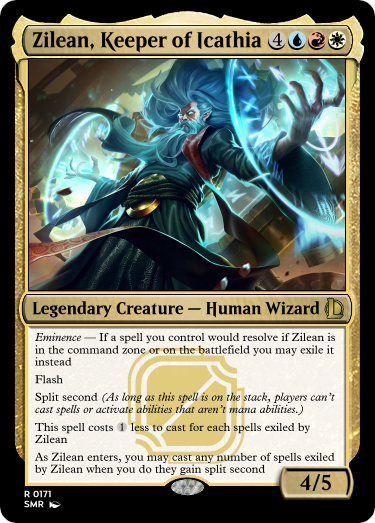 Zilean, Keeper of Icathia 4
Legendary Creature — Human Wizard
Eminence — If a spell you control would resolve if Zilean is
in the command zone or on the battlefield you may exile it
instead
Flash
Split second (As long as this spell is on the stack, players can't
cast spells or activate abilities that aren't mana abilities.)
This spell costs 1 less to cast for each spells exiled by
Zilean
As Zilean enters, you may cast any number of spells exiled
by Zilean when you do they gain split second
4/5
R 0171
SMR